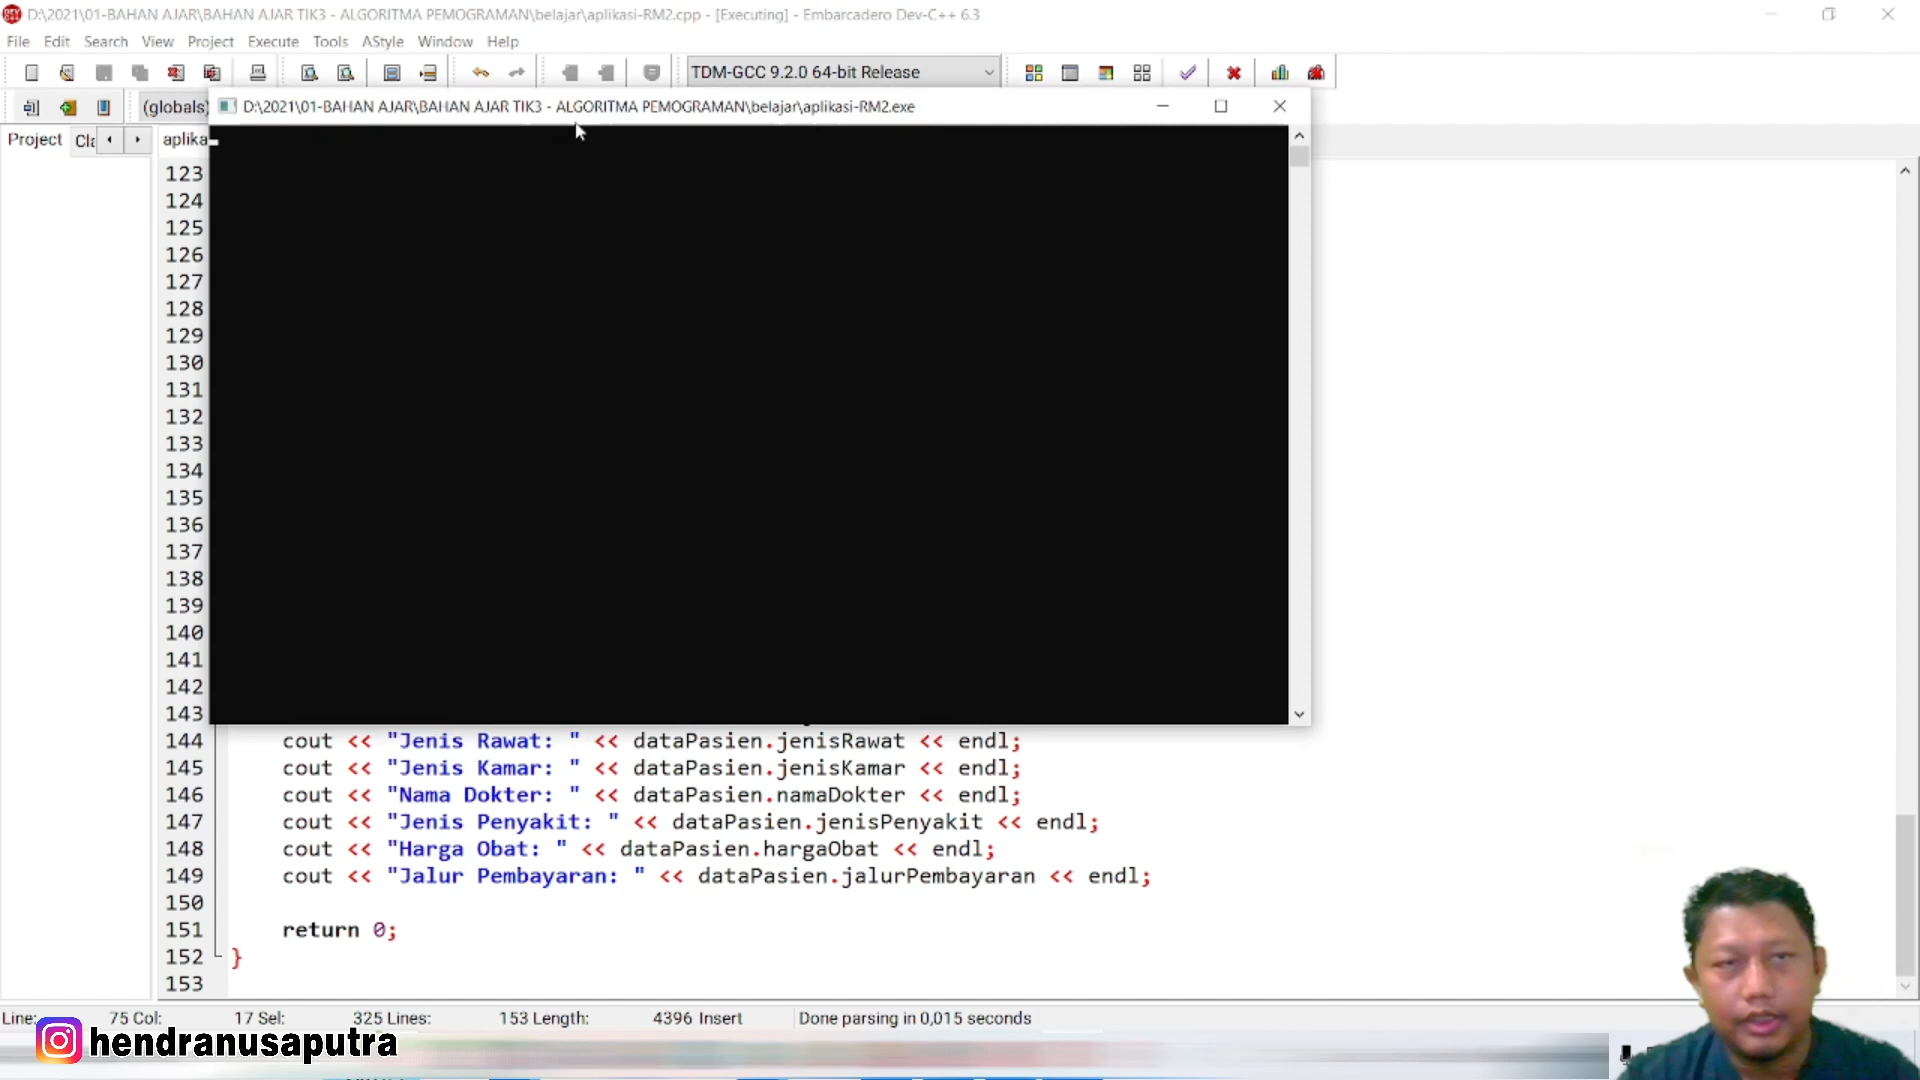 D:\2021\01-BAHAN AJAR\BAHAN AJAR TIK3 - ALGORITMA PEMOGRAMAN\belajar\aplikasi-RM2.cpp - [Executing] - Embarcadero Dev-C++ 6.3
File Edit Search View Project Execute Tools AStyle Window Help
TDM-GCC 9.2.0 64-bit Release
(globals)
D:\2021\01-BAHAN AJAR\BAHAN AJAR TIK3 - ALGORITMA PEMOGRAMAN\belajar\aplikasi-RM2.exe
Project Cla aplika
123
124
125
126
127
128
129
130
131
132
133
134
135
136
137
138
139
140
141
142
143
144 cout << "Jenis Rawat: " << dataPasien.jenisRawat << endl;
145 cout << "Jenis Kamar: " << dataPasien.jenisKamar << endl;
146 cout << "Nama Dokter: " << dataPasien.namaDokter << endl;
147 cout << "Jenis Penyakit: " << dataPasien.jenisPenyakit << endl;
148 cout << "Harga Obat: " << dataPasien.hargaObat << endl;
149 cout << "Jalur Pembayaran: " << dataPasien.jalurPembayaran << endl;
150
151 return 0;
152 }
153
Line: 75 Col: 17 Sel: 325 Lines: 153 Length: 4396 Insert Done parsing in 0,015 seconds
hendranusaputra